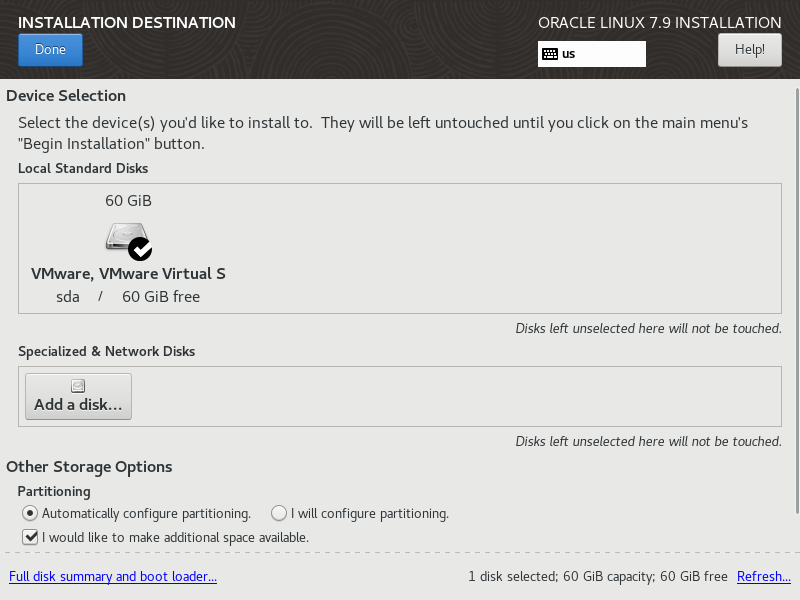 INSTALLATION DESTINATION
ORACLE LINUX 7.9 INSTALLATION
Done
us
Help!
Device Selection
Select the device(s) you'd like to install to.  They will be left untouched until you click on the main menu's
"Begin Installation" button.
Local Standard Disks
60 GiB
VMware, VMware Virtual S
sda / 60 GiB free
Disks left unselected here will not be touched.
Specialized & Network Disks
Add a disk...
Disks left unselected here will not be touched.
Other Storage Options
Partitioning
Automatically configure partitioning. I will configure partitioning.
I would like to make additional space available.
Full disk summary and boot loader... 1 disk selected; 60 GiB capacity; 60 GiB free Refresh...